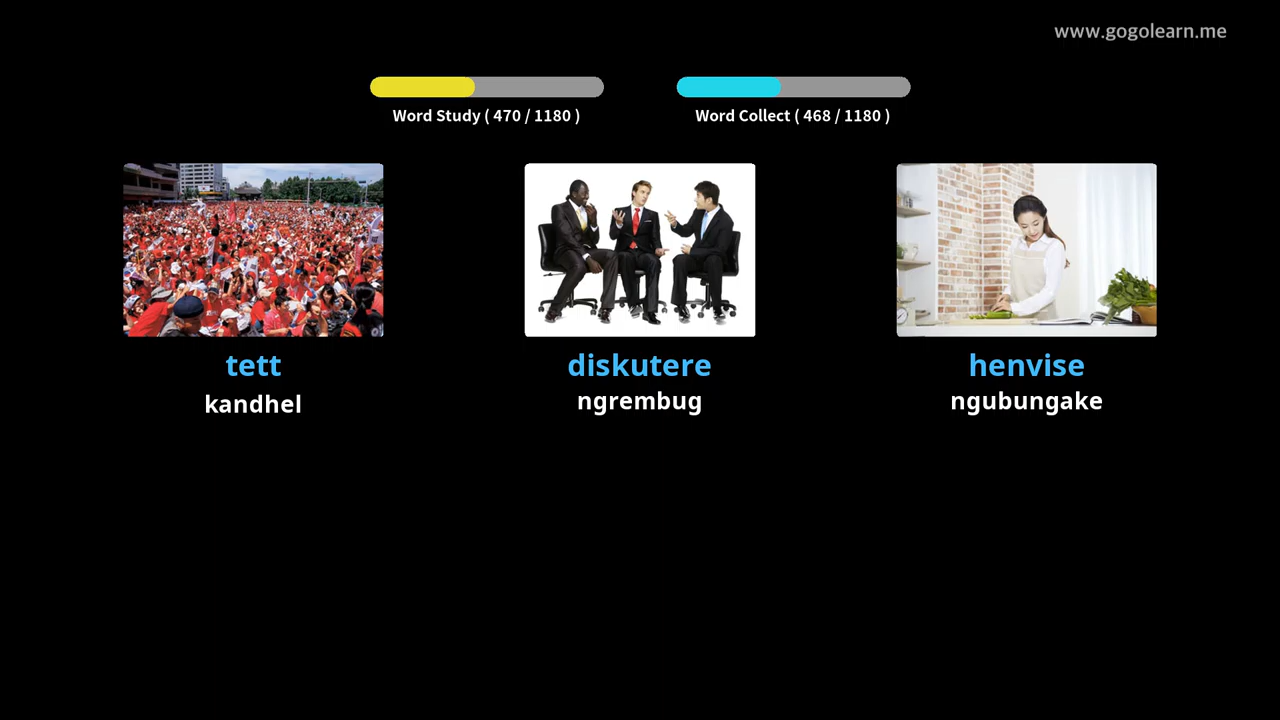 www.gogolearn.me
Word Study ( 470 / 1180 )
Word Collect ( 468 / 1180 )
tett
diskutere
henvise
kandhel
ngrembug
ngubungake